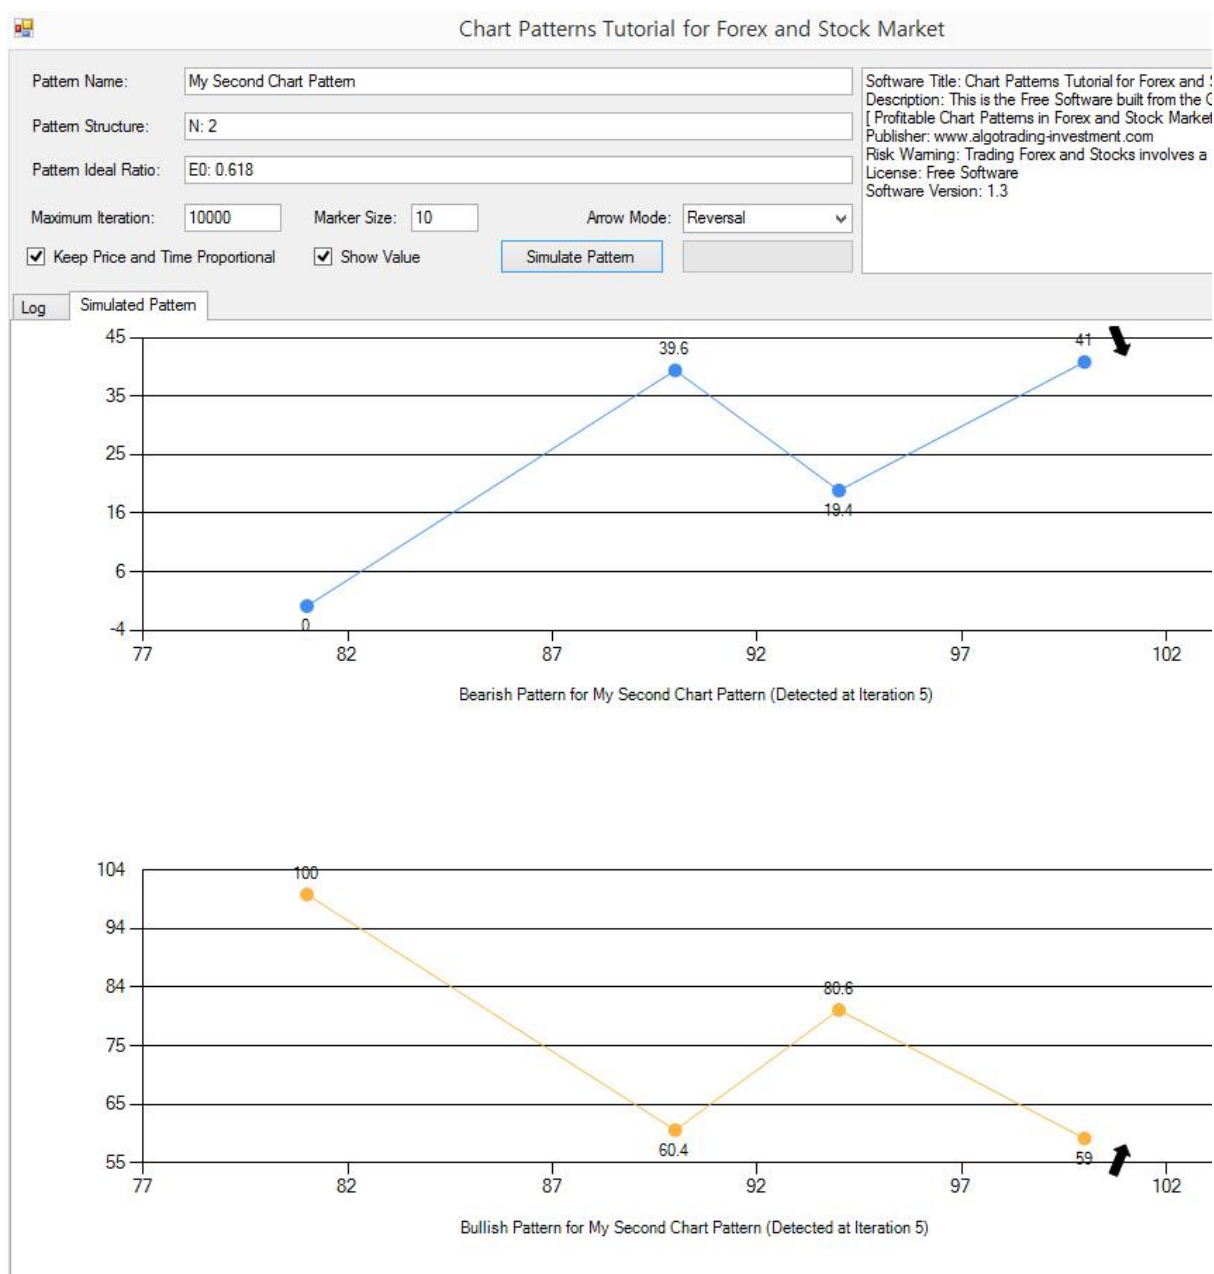 Chart Patterns Tutorial for Forex and Stock Market
Pattern Name: My Second Chart Pattern
Pattern Structure: N: 2
Pattern Ideal Ratio: E0: 0.618
Maximum Iteration: 10000 Marker Size: 10 Arrow Mode: Reversal
Keep Price and Time Proportional Show Value Simulate Pattern
Software Title: Chart Patterns Tutorial for Forex and
Description: This is the Free Software built from the
[ Profitable Chart Patterns in Forex and Stock Market
Publisher: www.algotrading-investment.com
Risk Warning: Trading Forex and Stocks involves a
License: Free Software
Software Version: 1.3
Log Simulated Pattern
45
35
25
16
6
-4
39.6
41
19.4
0
77 82 87 92 97 102
Bearish Pattern for My Second Chart Pattern (Detected at Iteration 5)
104
94
84
75
65
55
100
80.6
60.4
59
77 82 87 92 97 102
Bullish Pattern for My Second Chart Pattern (Detected at Iteration 5)